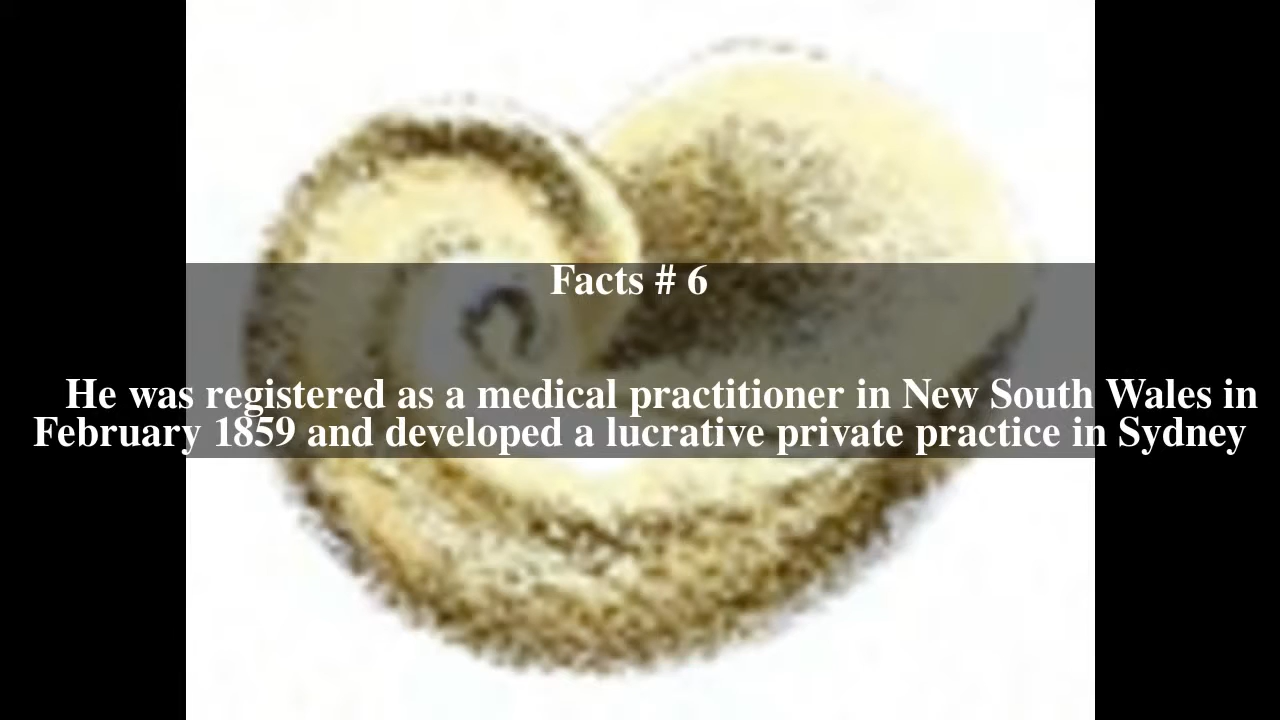 Facts # 6
He was registered as a medical practitioner in New South Wales in
February 1859 and developed a lucrative private practice in Sydney